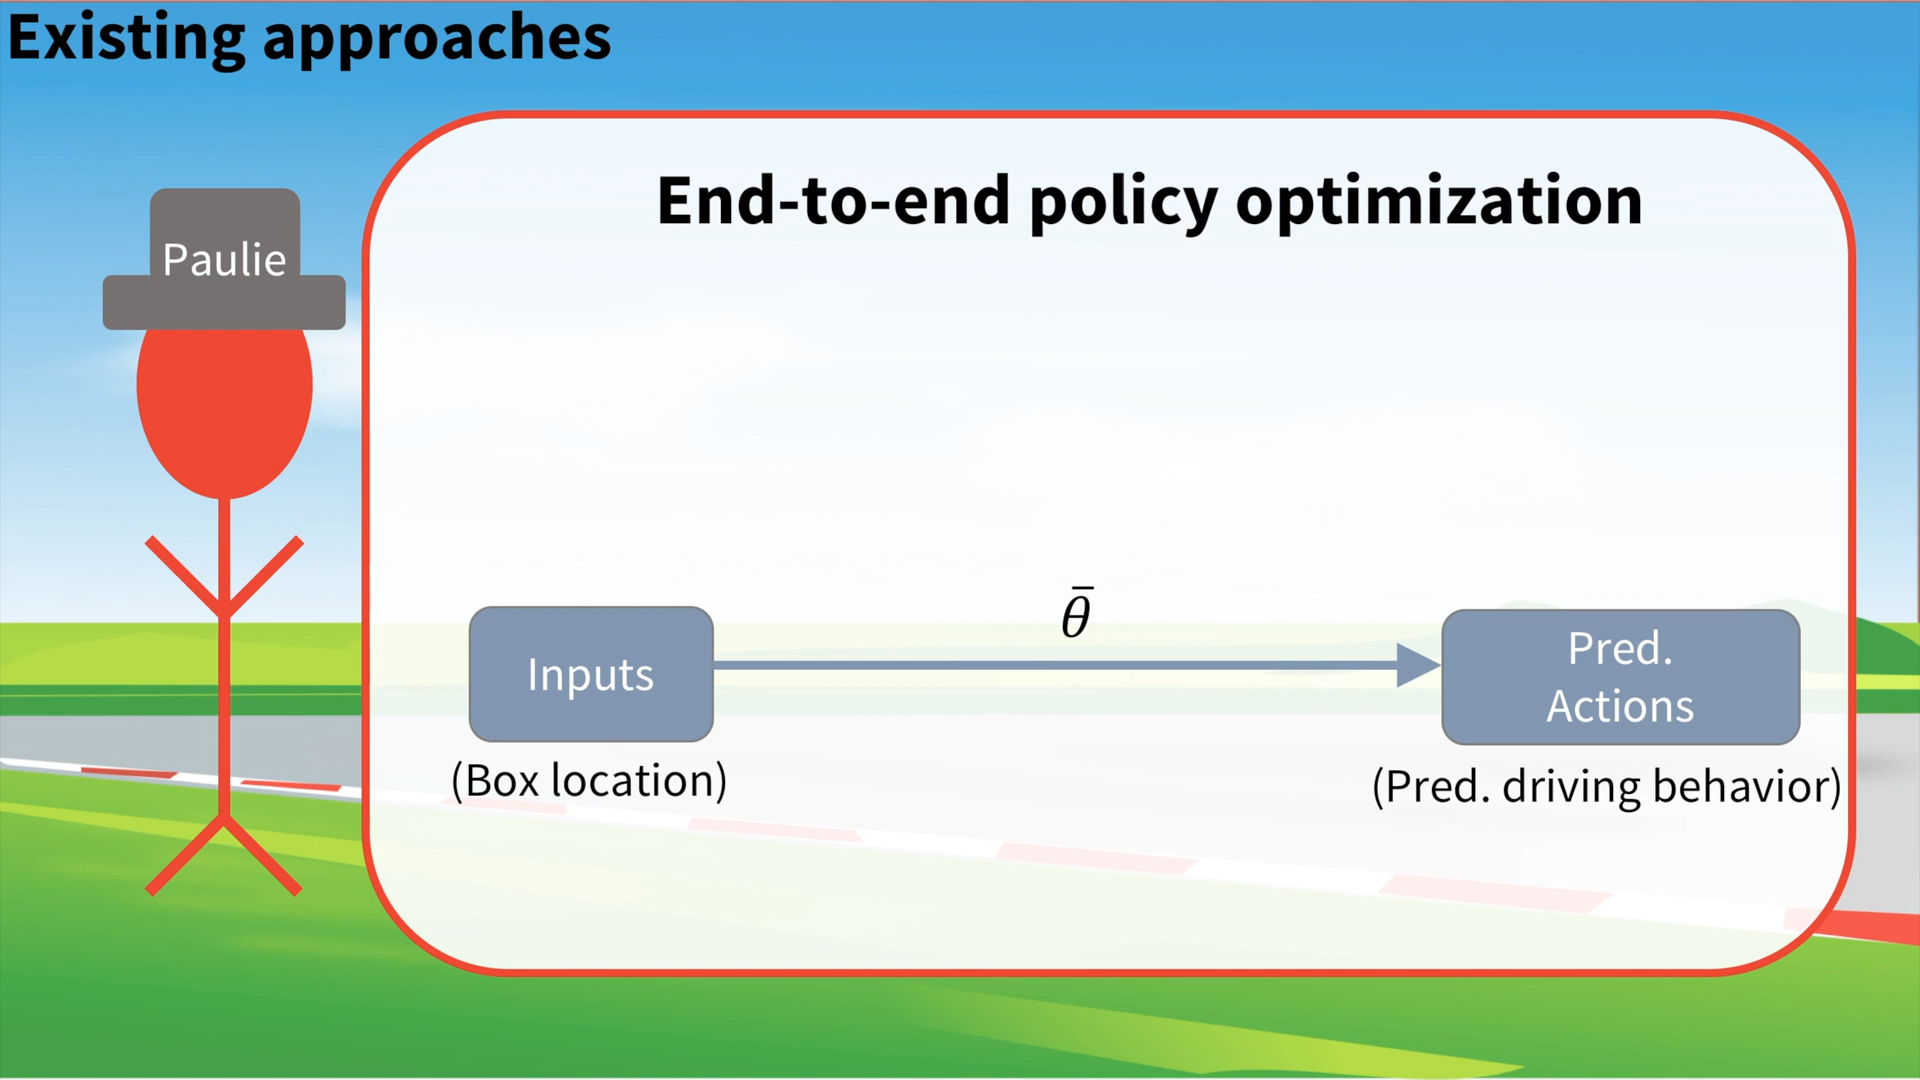 Existing approaches
End-to-end policy optimization
Paulie
θ̄
Inputs
Pred.
Actions
(Box location)
(Pred. driving behavior)